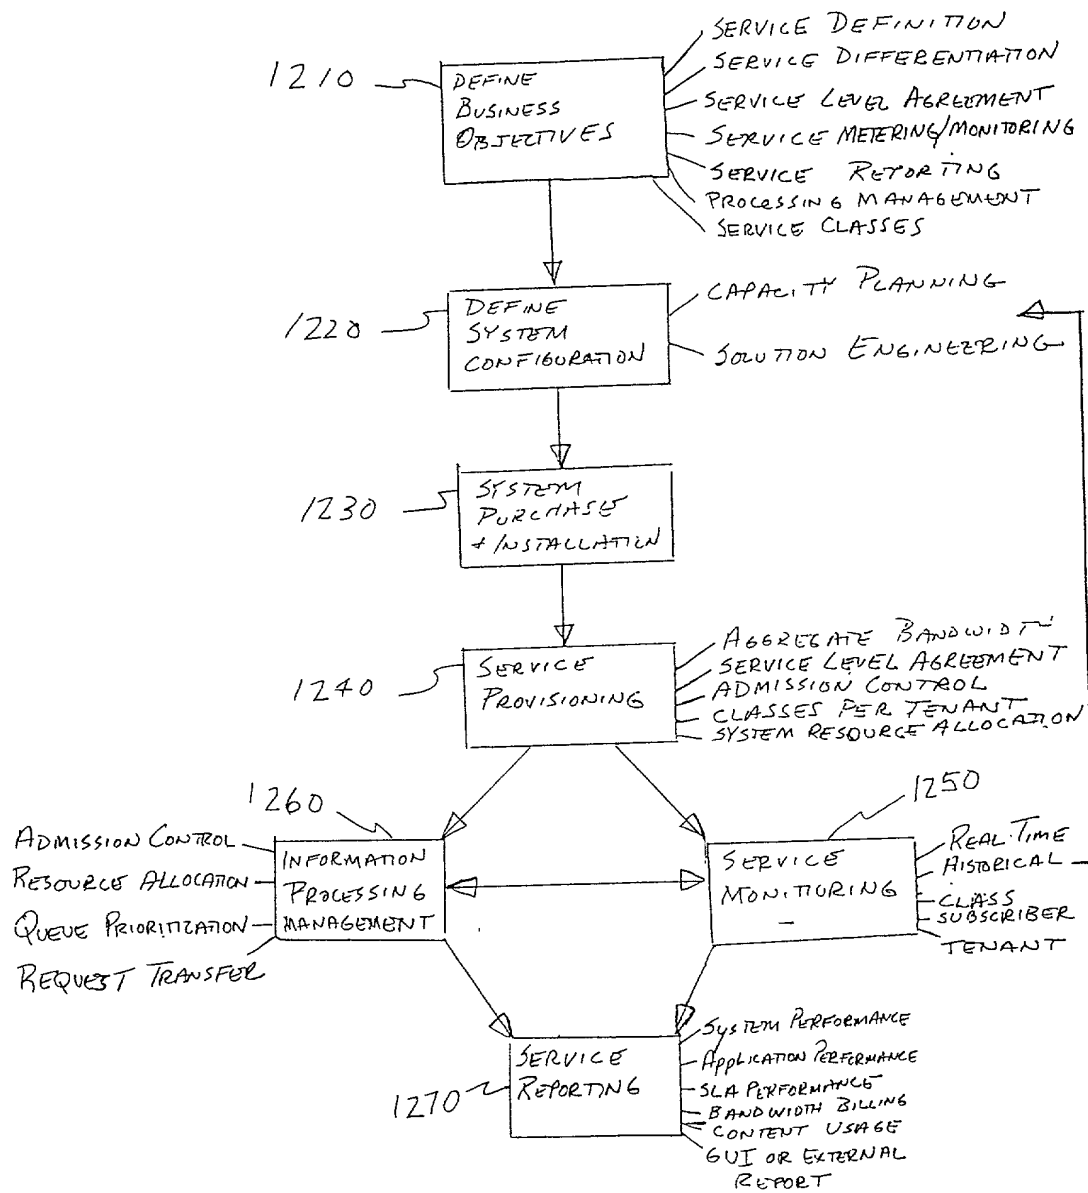 1210
DEFINE
BUSINESS
OBJECTIVES
SERVICE DEFINITION
SERVICE DIFFERENTIATION
SERVICE LEVEL AGREEMENT
SERVICE METERING/MONITORING
SERVICE REPORTING
PROCESSING MANAGEMENT
SERVICE CLASSES
1220
DEFINE
SYSTEM
CONFIGURATION
CAPACITY PLANNING
SOLUTION ENGINEERING
1230
SYSTEM
PURCHASE
+ INSTALLATION
1240
SERVICE
PROVISIONING
AGGREGATE BANDWIDTH
SERVICE LEVEL AGREEMENT
ADMISSION CONTROL
CLASSES PER TENANT
SYSTEM RESOURCE ALLOCATION
1260
ADMISSION CONTROL
RESOURCE ALLOCATION
QUEUE PRIORITIZATION
REQUEST TRANSFER
INFORMATION
PROCESSING
MANAGEMENT
1250
SERVICE
MONITORING
REAL-TIME
HISTORICAL
CLASS
SUBSCRIBER
TENANT
1270
SERVICE
REPORTING
SYSTEM PERFORMANCE
APPLICATION PERFORMANCE
SLA PERFORMANCE
BANDWIDTH BILLING
CONTENT USAGE
GUI OR EXTERNAL
REPORT